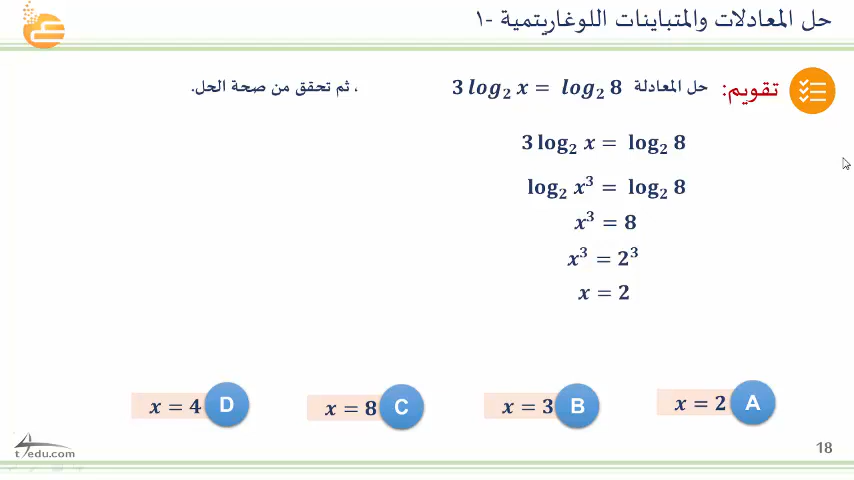 حل المعادلات والمتباينات اللوغاريتمية -١
تقويم: حل المعادلة 3 log₂ x = log₂ 8 ، ثم تحقق من صحة الحل.
3 log₂ x = log₂ 8
log₂ x³ = log₂ 8
x³ = 8
x³ = 2³
x = 2
A x = 2
B x = 3
C x = 8
D x = 4
t4edu.com
18